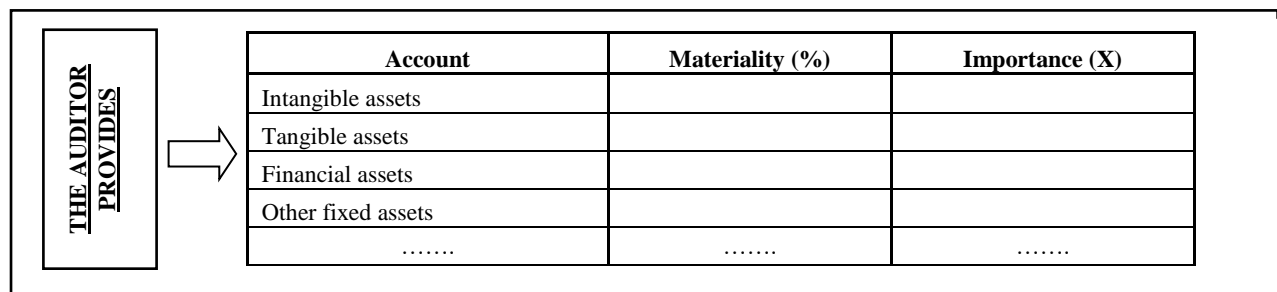 THE AUDITOR
PROVIDES
Account Materiality (%) Importance (X)
Intangible assets
Tangible assets
Financial assets
Other fixed assets
……. ……. …….